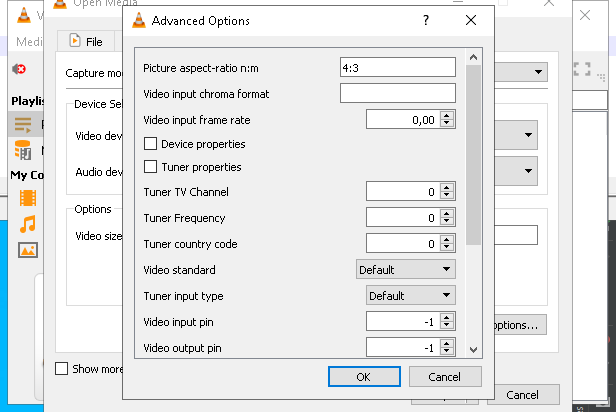 Open Media
Advanced Options
?
Medi
File
Capture mo
Playlis
Device Sel
Video dev
Audio dev
My Co
Options
Video size
Picture aspect-ratio n:m
4:3
Video input chroma format
Video input frame rate
0,00
Device properties
Tuner properties
Tuner TV Channel
0
Tuner Frequency
0
Tuner country code
0
Video standard
Default
Tuner input type
Default
Video input pin
-1
Video output pin
-1
options...
Show more
OK
Cancel
Cancel